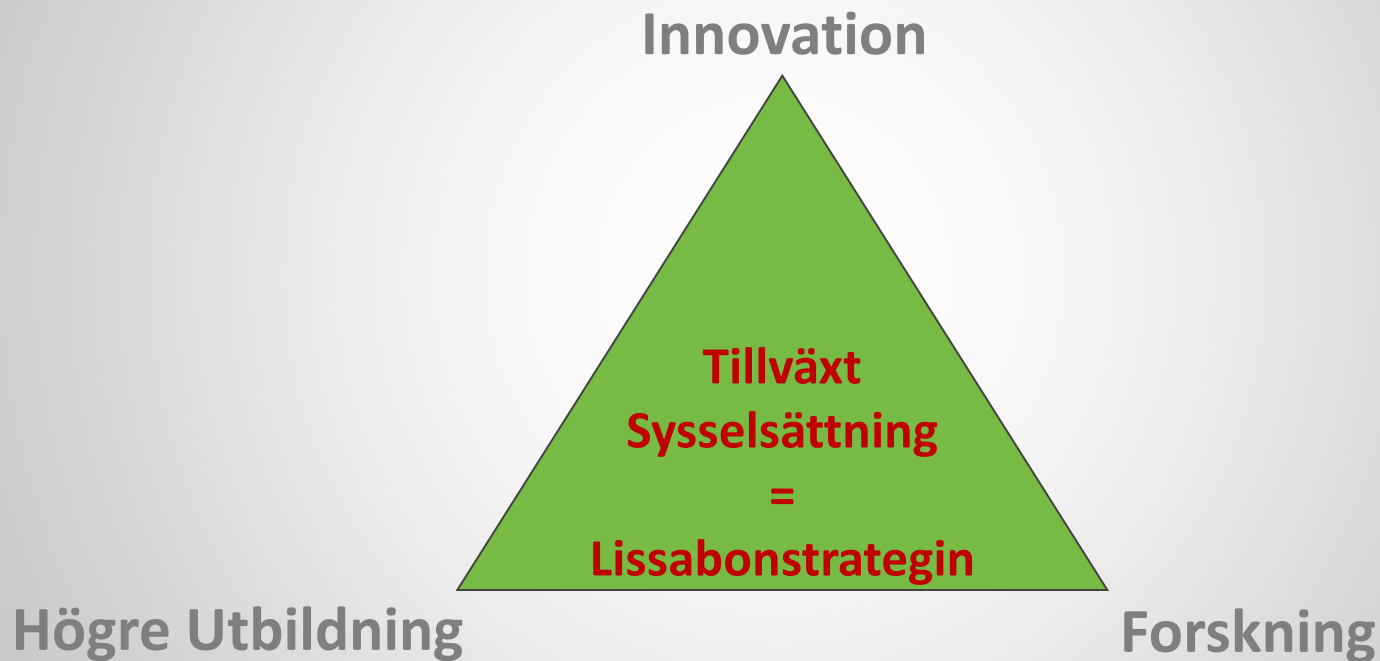 Innovation
Tillväxt
Sysselsättning
=
Lissabonstrategin
Högre Utbildning
Forskning